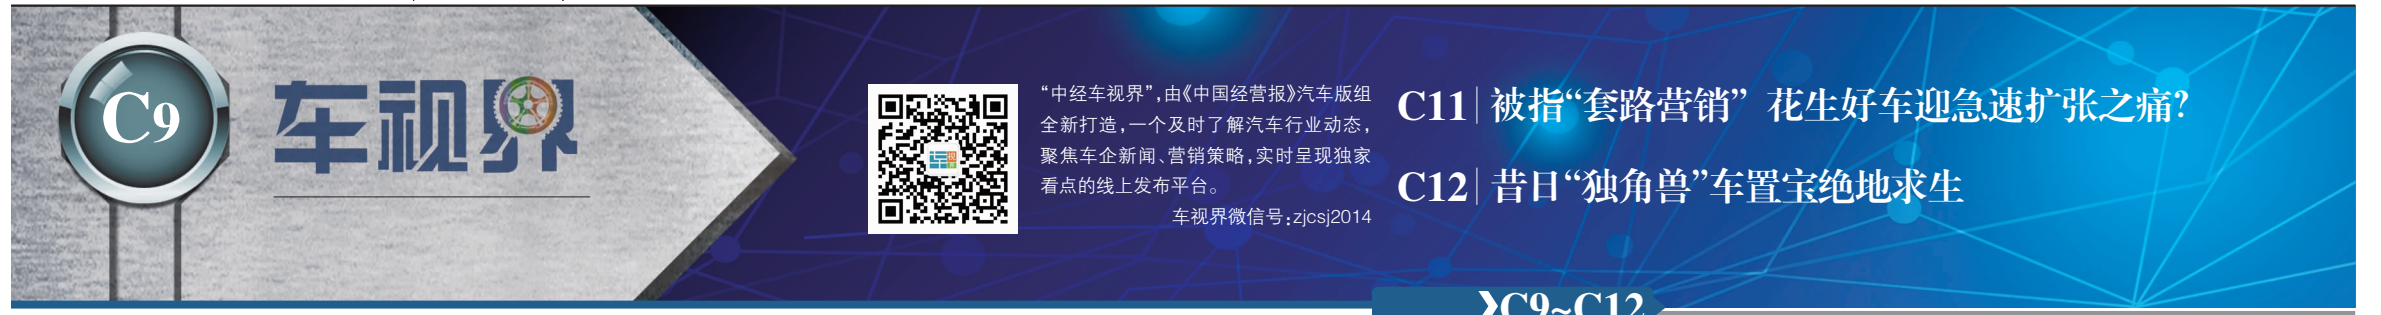 C9
车视界
“中经车视界”,由《中国经营报》汽车版组
全新打造,一个及时了解汽车行业动态,
聚焦车企新闻、营销策略,实时呈现独家
看点的线上发布平台。
车视界微信号:zjcsj2014
C11|被指“套路营销” 花生好车迎急速扩张之痛?
C12|昔日“独角兽”车置宝绝地求生
C9~C12